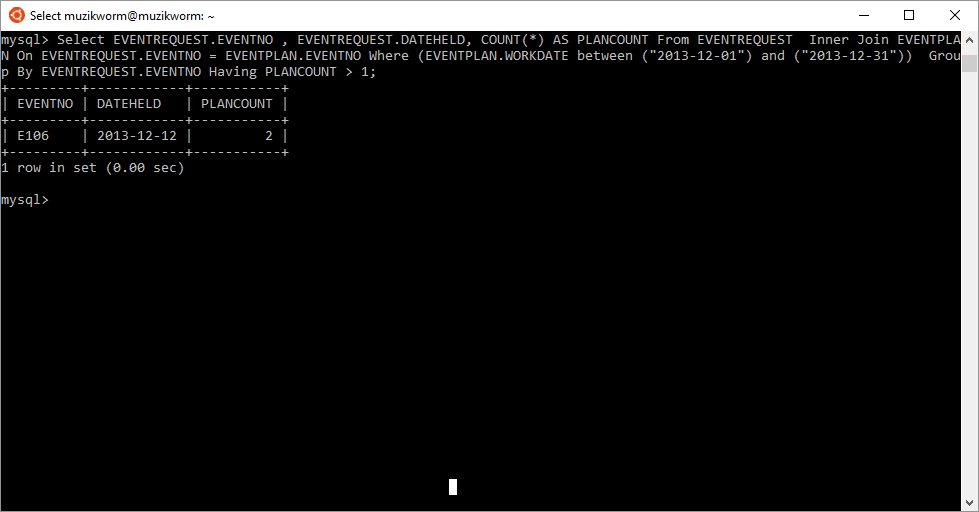 Select muzikworm@muzikworm: ~
mysql> Select EVENTREQUEST.EVENTNO , EVENTREQUEST.DATEHELD, COUNT(*) AS PLANCOUNT From EVENTREQUEST  Inner Join EVENTPLA
N On EVENTREQUEST.EVENTNO = EVENTPLAN.EVENTNO Where (EVENTPLAN.WORKDATE between ("2013-12-01") and ("2013-12-31"))  Grou
p By EVENTREQUEST.EVENTNO Having PLANCOUNT > 1;
+---------+------------+-----------+
| EVENTNO | DATEHELD   | PLANCOUNT |
+---------+------------+-----------+
| E106    | 2013-12-12 |         2 |
+---------+------------+-----------+
1 row in set (0.00 sec)
mysql>